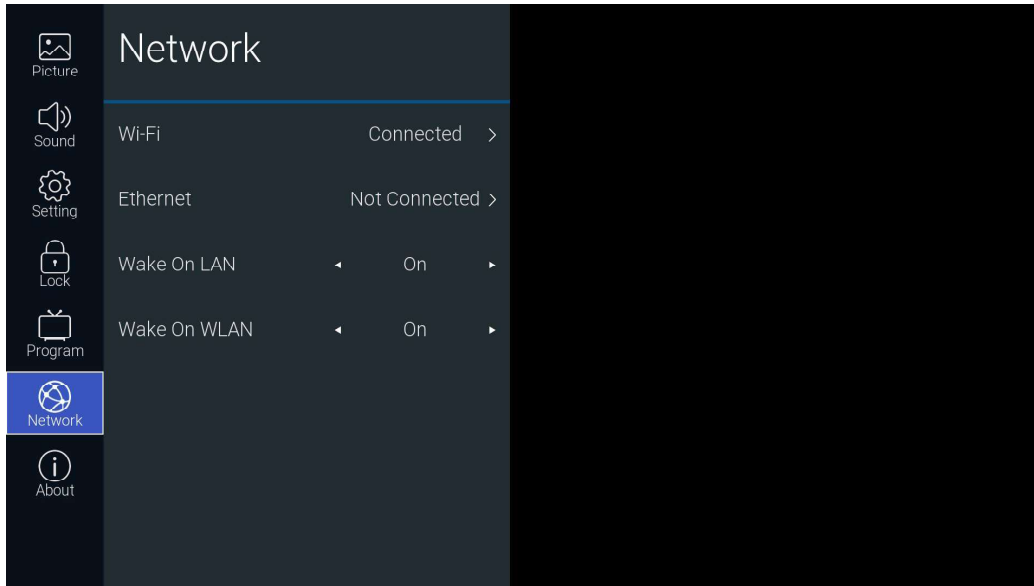 Picture
Sound
Setting
Lock
Program
Network
About
Network
Wi-Fi Connected
Ethernet Not Connected
Wake On LAN On
Wake On WLAN On